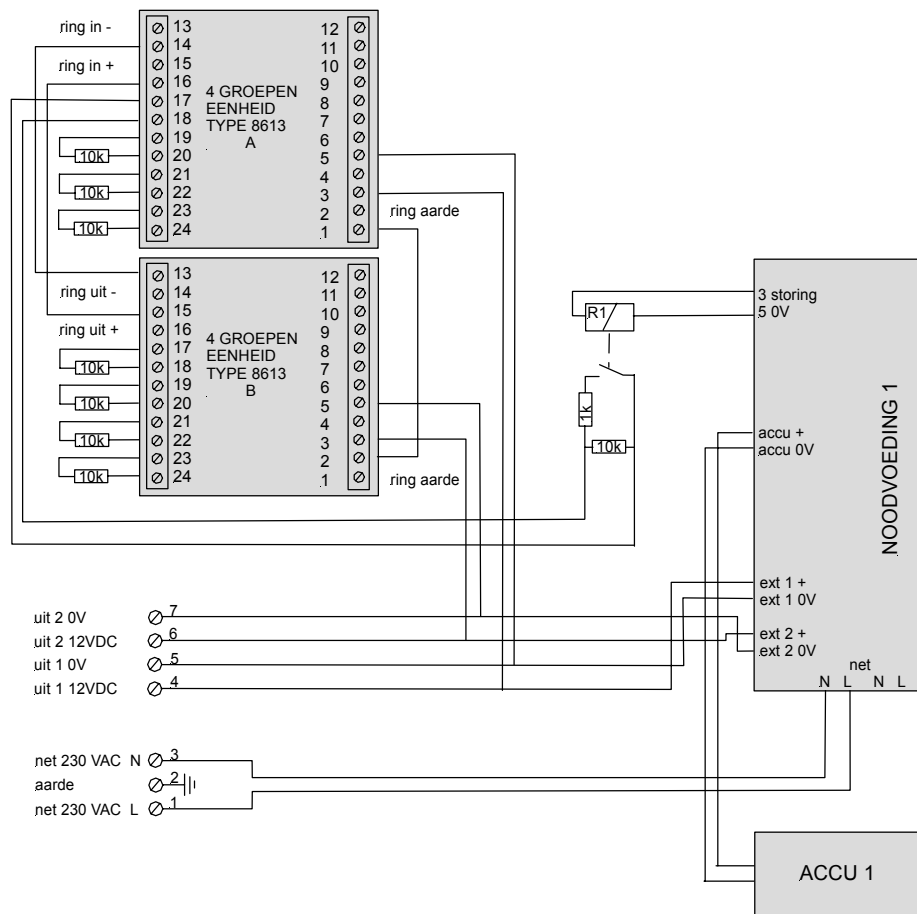 ring in -
ring in +
13
14
15
16
17
18
19
20
21
22
23
24
10k
10k
10k
4 GROEPEN
EENHEID
TYPE 8613
A
12
11
10
9
8
7
6
5
4
3
2
1
ring aarde
ring uit -
ring uit +
13
14
15
16
17
18
19
20
21
22
23
24
10k
10k
10k
10k
4 GROEPEN
EENHEID
TYPE 8613
B
12
11
10
9
8
7
6
5
4
3
2
1
ring aarde
R1
1k
10k
3 storing
5 0V
accu +
accu 0V
NOODVOEDING 1
ext 1 +
ext 1 0V
ext 2 +
ext 2 0V
net
N L N L
uit 2 0V 7
uit 2 12VDC 6
uit 1 0V 5
uit 1 12VDC 4
net 230 VAC N 3
aarde 2
net 230 VAC L 1
ACCU 1